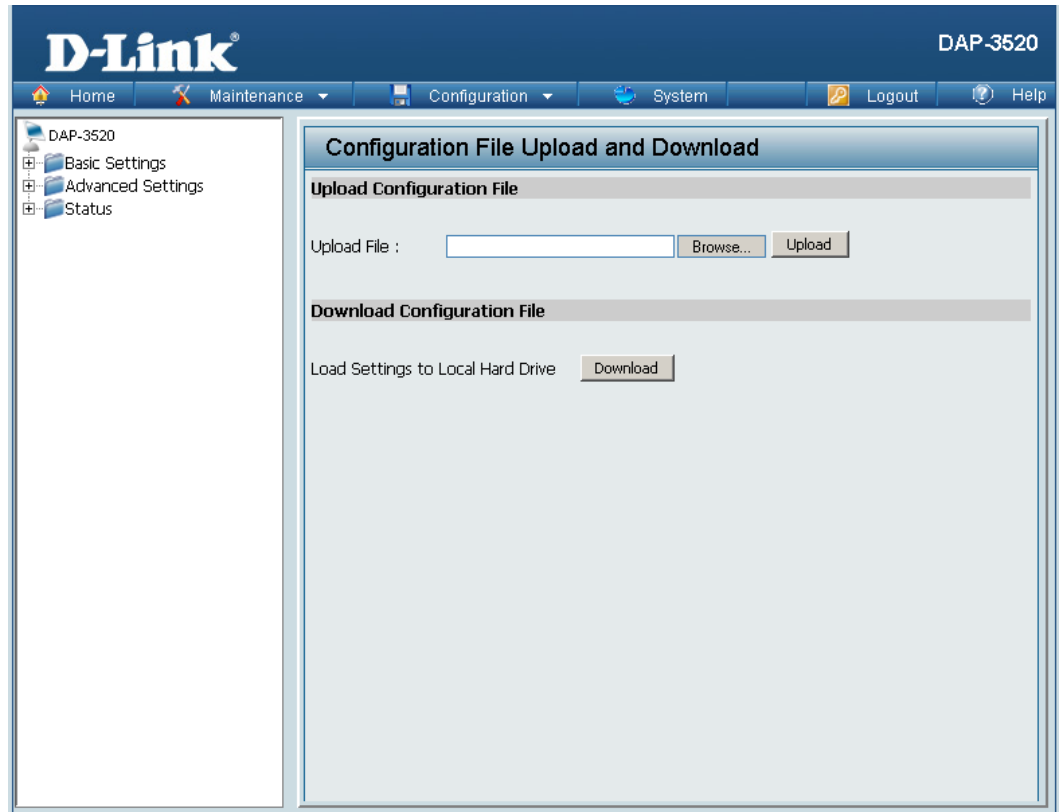 D-Link®
DAP-3520
Home Maintenance Configuration System Logout Help
DAP-3520
Basic Settings
Advanced Settings
Status
Configuration File Upload and Download
Upload Configuration File
Upload File : Browse... Upload
Download Configuration File
Load Settings to Local Hard Drive Download